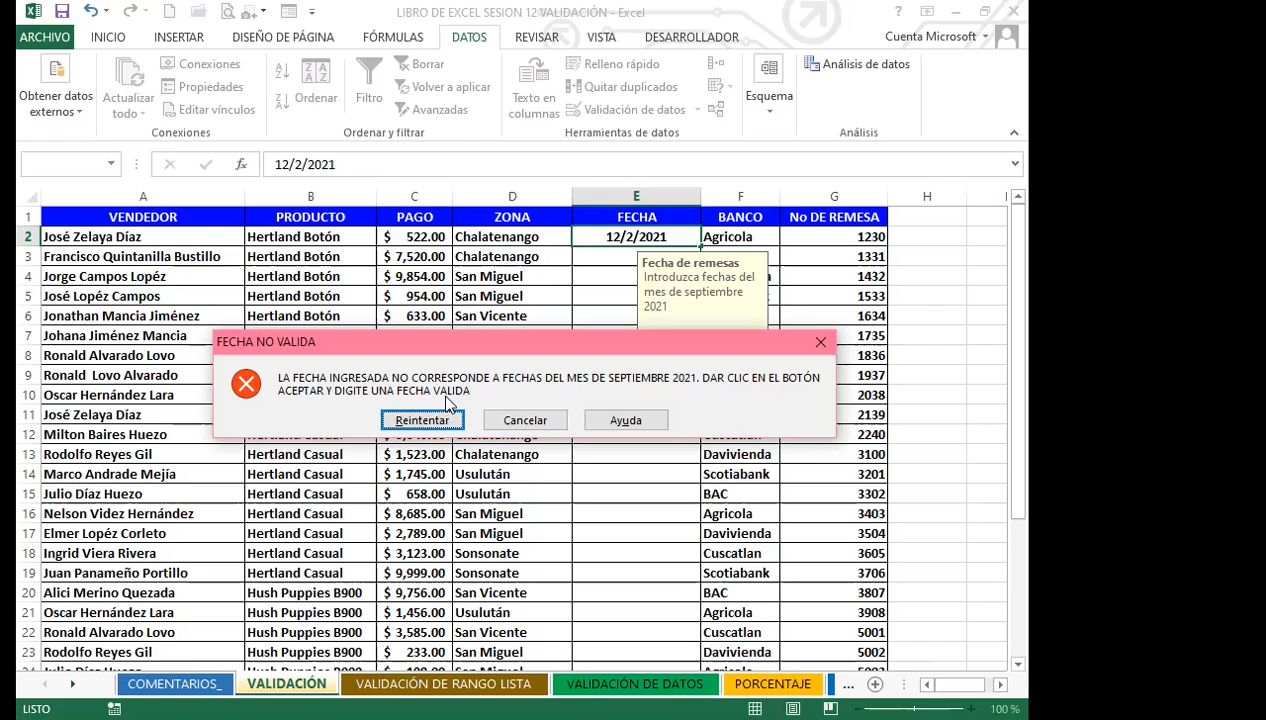 LIBRO DE EXCEL SESION 12 VALIDACIÓN - Excel
ARCHIVO INICIO INSERTAR DISEÑO DE PÁGINA FÓRMULAS DATOS REVISAR VISTA DESARROLLADOR Cuenta Microsoft
Obtener datos externos
Actualizar todo
Conexiones
Propiedades
Editar vínculos
Conexiones
Ordenar
Filtro
Borrar
Volver a aplicar
Avanzadas
Ordenar y filtrar
Texto en columnas
Relleno rápido
Quitar duplicados
Validación de datos
Herramientas de datos
Esquema
Análisis de datos
Análisis
fx 12/2/2021
A B C D E F G H
1 VENDEDOR PRODUCTO PAGO ZONA FECHA BANCO No DE REMESA
2 José Zelaya Díaz Hertland Botón $ 522.00 Chalatenango 12/2/2021 Agricola 1230
3 Francisco Quintanilla Bustillo Hertland Botón $ 7,520.00 Chalatenango 1331
4 Jorge Campos Lopéz Hertland Botón $ 9,854.00 San Miguel 1432
5 José Lopéz Campos Hertland Botón $ 954.00 San Miguel 1533
6 Jonathan Mancia Jiménez Hertland Botón $ 633.00 San Vicente 1634
Fecha de remesas
Introduzca fechas del
mes de septiembre
2021
7 Johana Jiménez Mancia 1735
8 Ronald Alvarado Lovo 1836
9 Ronald Lovo Alvarado 1937
10 Oscar Hernández Lara 2038
11 José Zelaya Díaz 2139
12 Milton Baires Huezo 2240
FECHA NO VALIDA
LA FECHA INGRESADA NO CORRESPONDE A FECHAS DEL MES DE SEPTIEMBRE 2021. DAR CLIC EN EL BOTÓN
ACEPTAR Y DIGITE UNA FECHA VALIDA
Reintentar Cancelar Ayuda
13 Rodolfo Reyes Gil Hertland Casual $ 1,523.00 Chalatenango Davivienda 3100
14 Marco Andrade Mejía Hertland Casual $ 1,745.00 Usulután Scotiabank 3201
15 Julio Díaz Huezo Hertland Casual $ 658.00 Usulután BAC 3302
16 Nelson Videz Hernández Hertland Casual $ 8,685.00 San Miguel Agricola 3403
17 Elmer Lopéz Corleto Hertland Casual $ 2,789.00 San Miguel Davivienda 3504
18 Ingrid Viera Rivera Hertland Casual $ 3,123.00 Sonsonate Cuscatlan 3605
19 Juan Panameño Portillo Hertland Casual $ 9,999.00 Sonsonate Scotiabank 3706
20 Alici Merino Quezada Hush Puppies B900 $ 9,756.00 San Vicente BAC 3807
21 Oscar Hernández Lara Hush Puppies B900 $ 1,456.00 Usulután Agricola 3908
22 Ronald Alvarado Lovo Hush Puppies B900 $ 3,585.00 San Vicente Cuscatlan 5001
23 Rodolfo Reyes Gil Hush Puppies B900 $ 233.00 San Miguel Davivienda 5002
COMENTARIOS_ VALIDACIÓN VALIDACIÓN DE RANGO LISTA VALIDACIÓN DE DATOS PORCENTAJE ...
LISTO 100 %